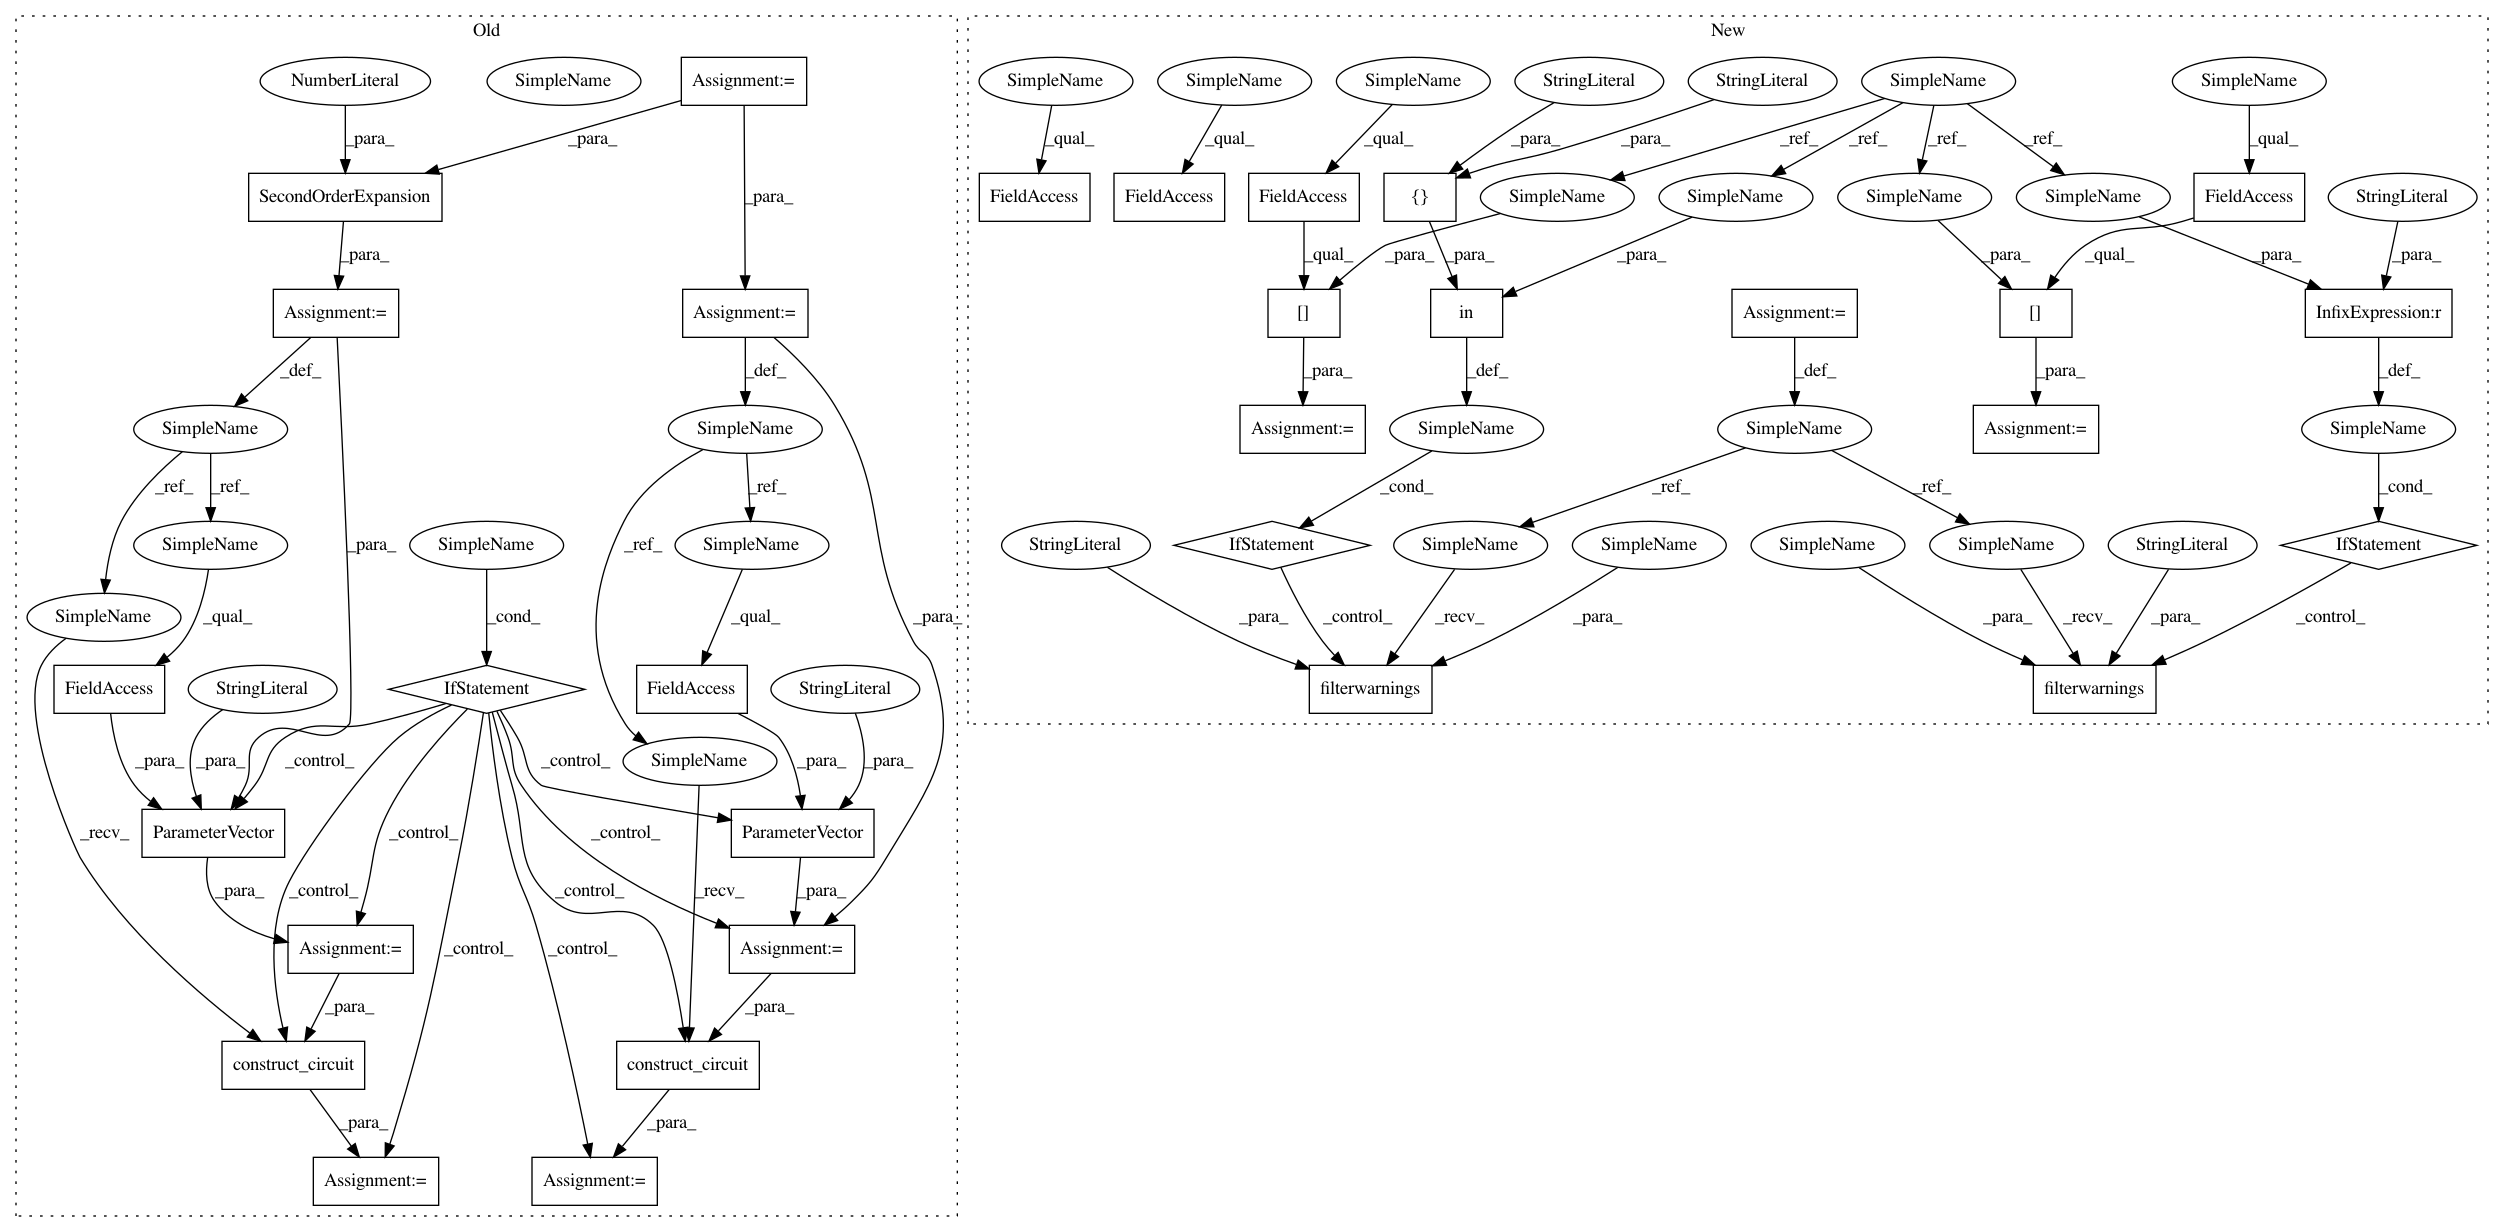 Old
New
NumberLiteral
SimpleName
Assignment:=
SimpleName
SimpleName
SimpleName
StringLiteral
StringLiteral
SimpleName
SimpleName
_para_
_para_
_qual_
_qual_
_qual_
_para_
_para_
_ref_
_ref_
_ref_
_ref_
_qual_
SecondOrderExpansion
_para_
FieldAccess
FieldAccess
FieldAccess
{}
SimpleName
SimpleName
SimpleName
SimpleName
FieldAccess
StringLiteral
_para_
_qual_
_para_
_para_
_para_
_para_
_qual_
_para_
_para_
Assignment:=
Assignment:=
[]
in
Assignment:=
[]
InfixExpression:r
_def_
_def_
_para_
_def_
_def_
_para_
_def_
SimpleName
SimpleName
Assignment:=
SimpleName
SimpleName
Assignment:=
SimpleName
_ref_
_ref_
_ref_
_cond_
_ref_
_ref_
_cond_
SimpleName
_para_
SimpleName
_ref_
SimpleName
StringLiteral
IfStatement
SimpleName
SimpleName
SimpleName
SimpleName
StringLiteral
IfStatement
SimpleName
_qual_
_cond_
_qual_
_para_
_para_
_control_
_recv_
_para_
_para_
_recv_
_para_
_control_
FieldAccess
StringLiteral
IfStatement
FieldAccess
StringLiteral
filterwarnings
filterwarnings
_para_
_para_
_control_
_control_
SimpleName
_para_
_para_
_recv_
ParameterVector
_control_
_control_
ParameterVector
_para_
_control_
_control_
_recv_
_para_
Assignment:=
_control_
_control_
Assignment:=
_para_
_para_
construct_circuit
construct_circuit
_para_
_para_
Assignment:=
Assignment:=